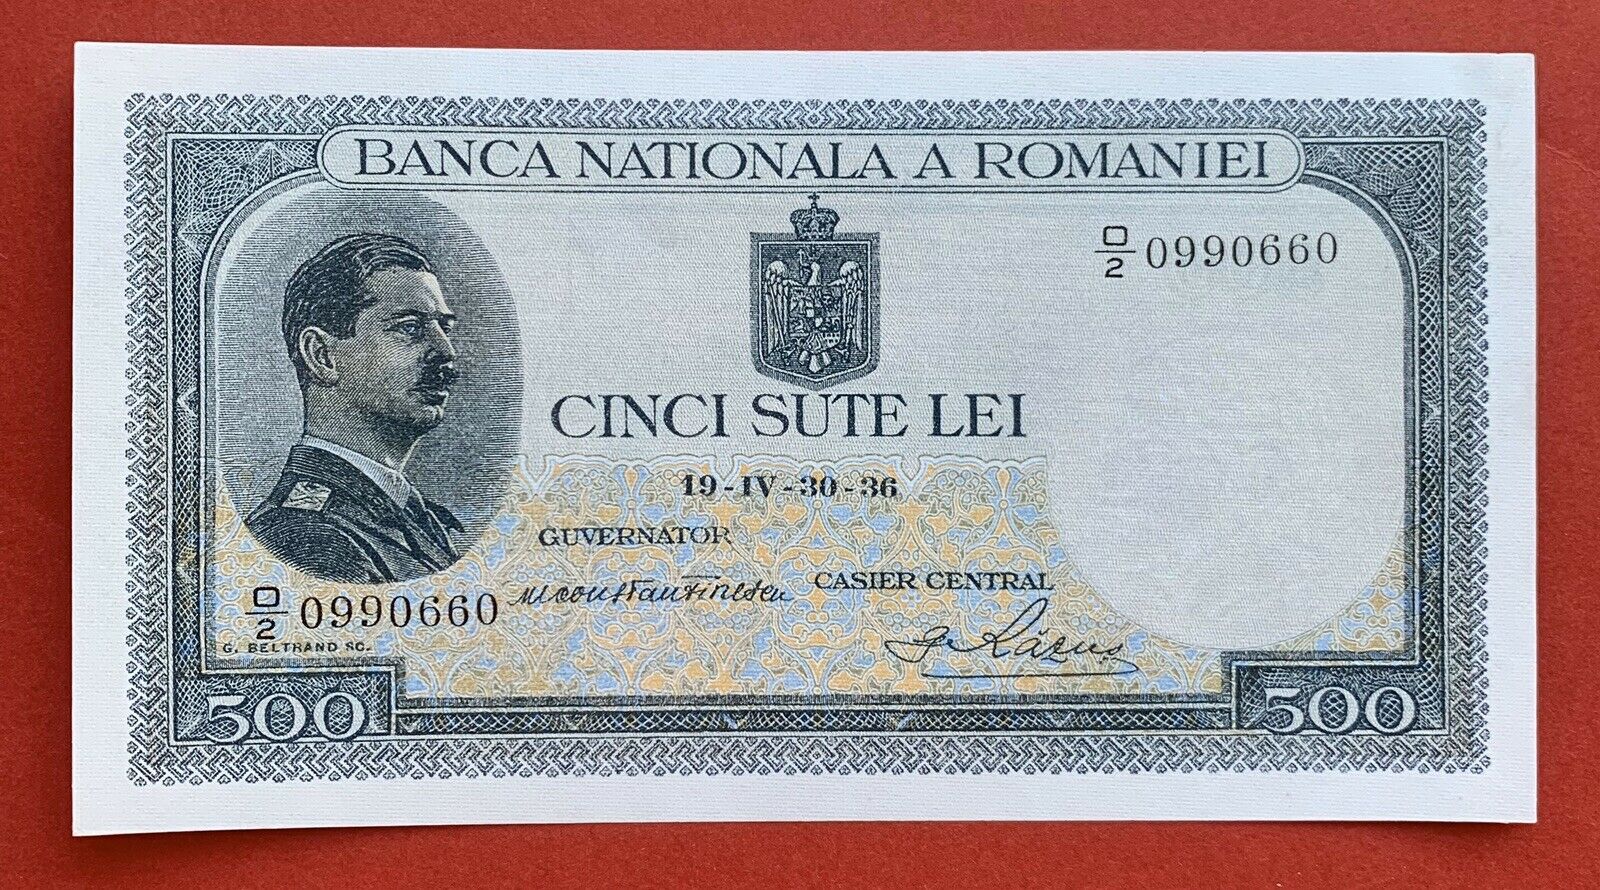 BANCA NATIONALA A ROMANIEI
O/2 0990660
CINCI SUTE LEI
19-IV-30-36
GUVERNATOR
M Constantinescu
CASIER CENTRAL
O/2 0990660
G. BELTRAND SC.
500
500